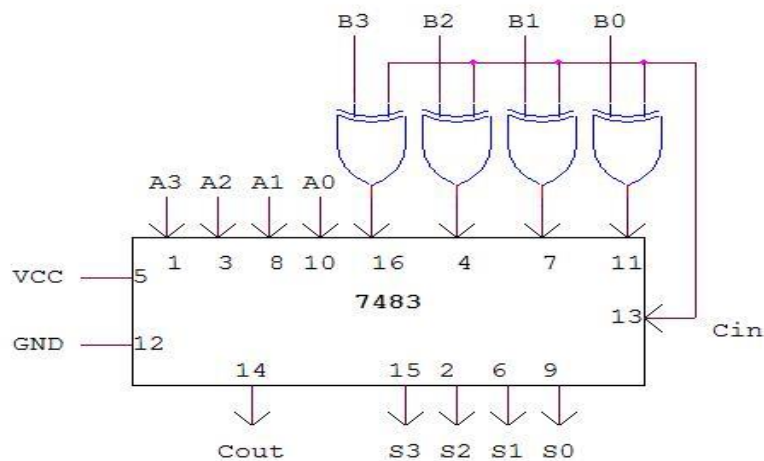 B3 B2 B1 B0
A3 A2 A1 A0
1 3 8 10 16 4 7 11
VCC 5
7483
13
Cin
GND 12
14 15 2 6 9
Cout S3 S2 S1 S0